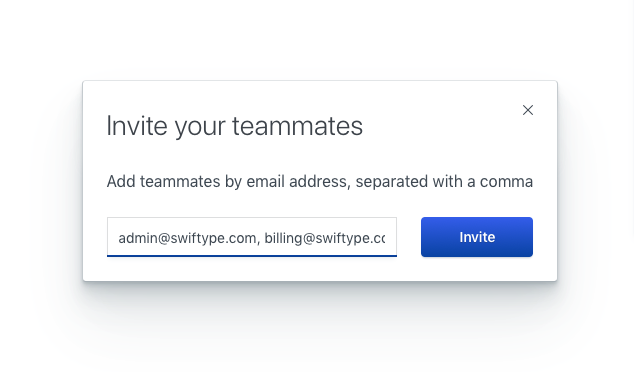 Invite your teammates
Add teammates by email address, separated with a comma
admin@swiftype.com, billing@swiftype.cc
Invite